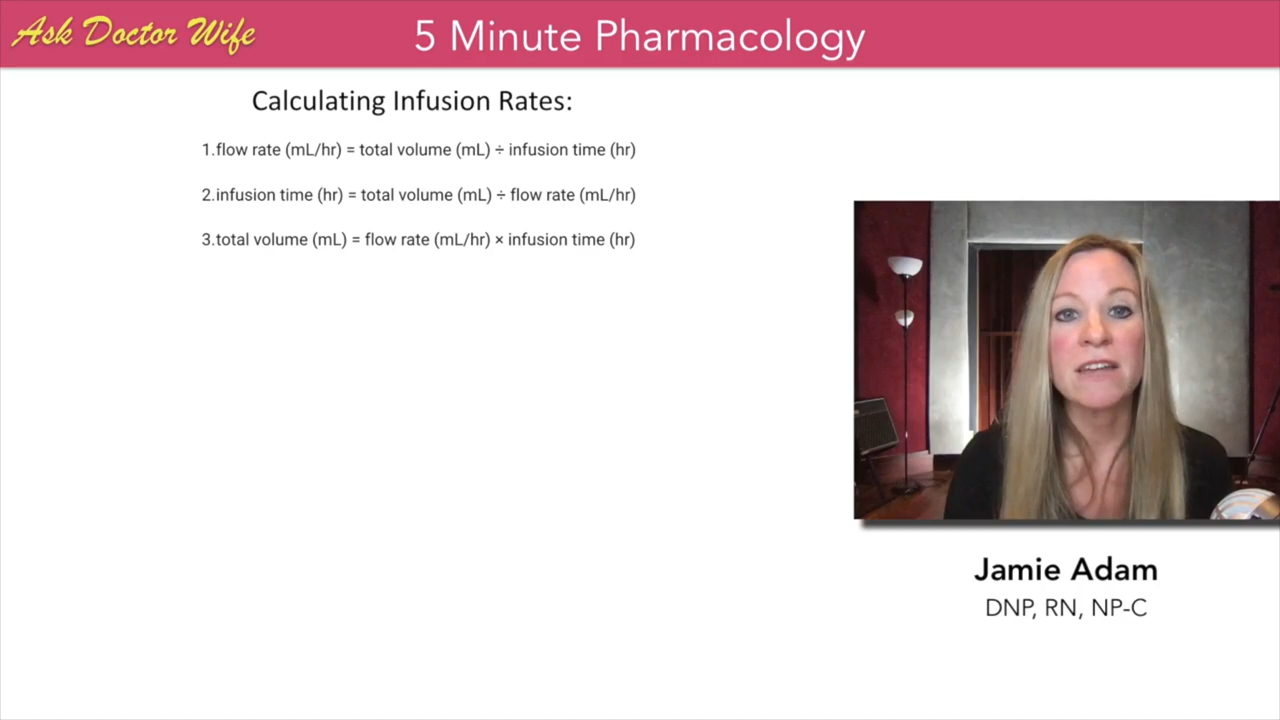 Ask Doctor Wife
5 Minute Pharmacology
Calculating Infusion Rates:
1.flow rate (mL/hr) = total volume (mL) ÷ infusion time (hr)
2.infusion time (hr) = total volume (mL) ÷ flow rate (mL/hr)
3.total volume (mL) = flow rate (mL/hr) × infusion time (hr)
Jamie Adam
DNP, RN, NP-C